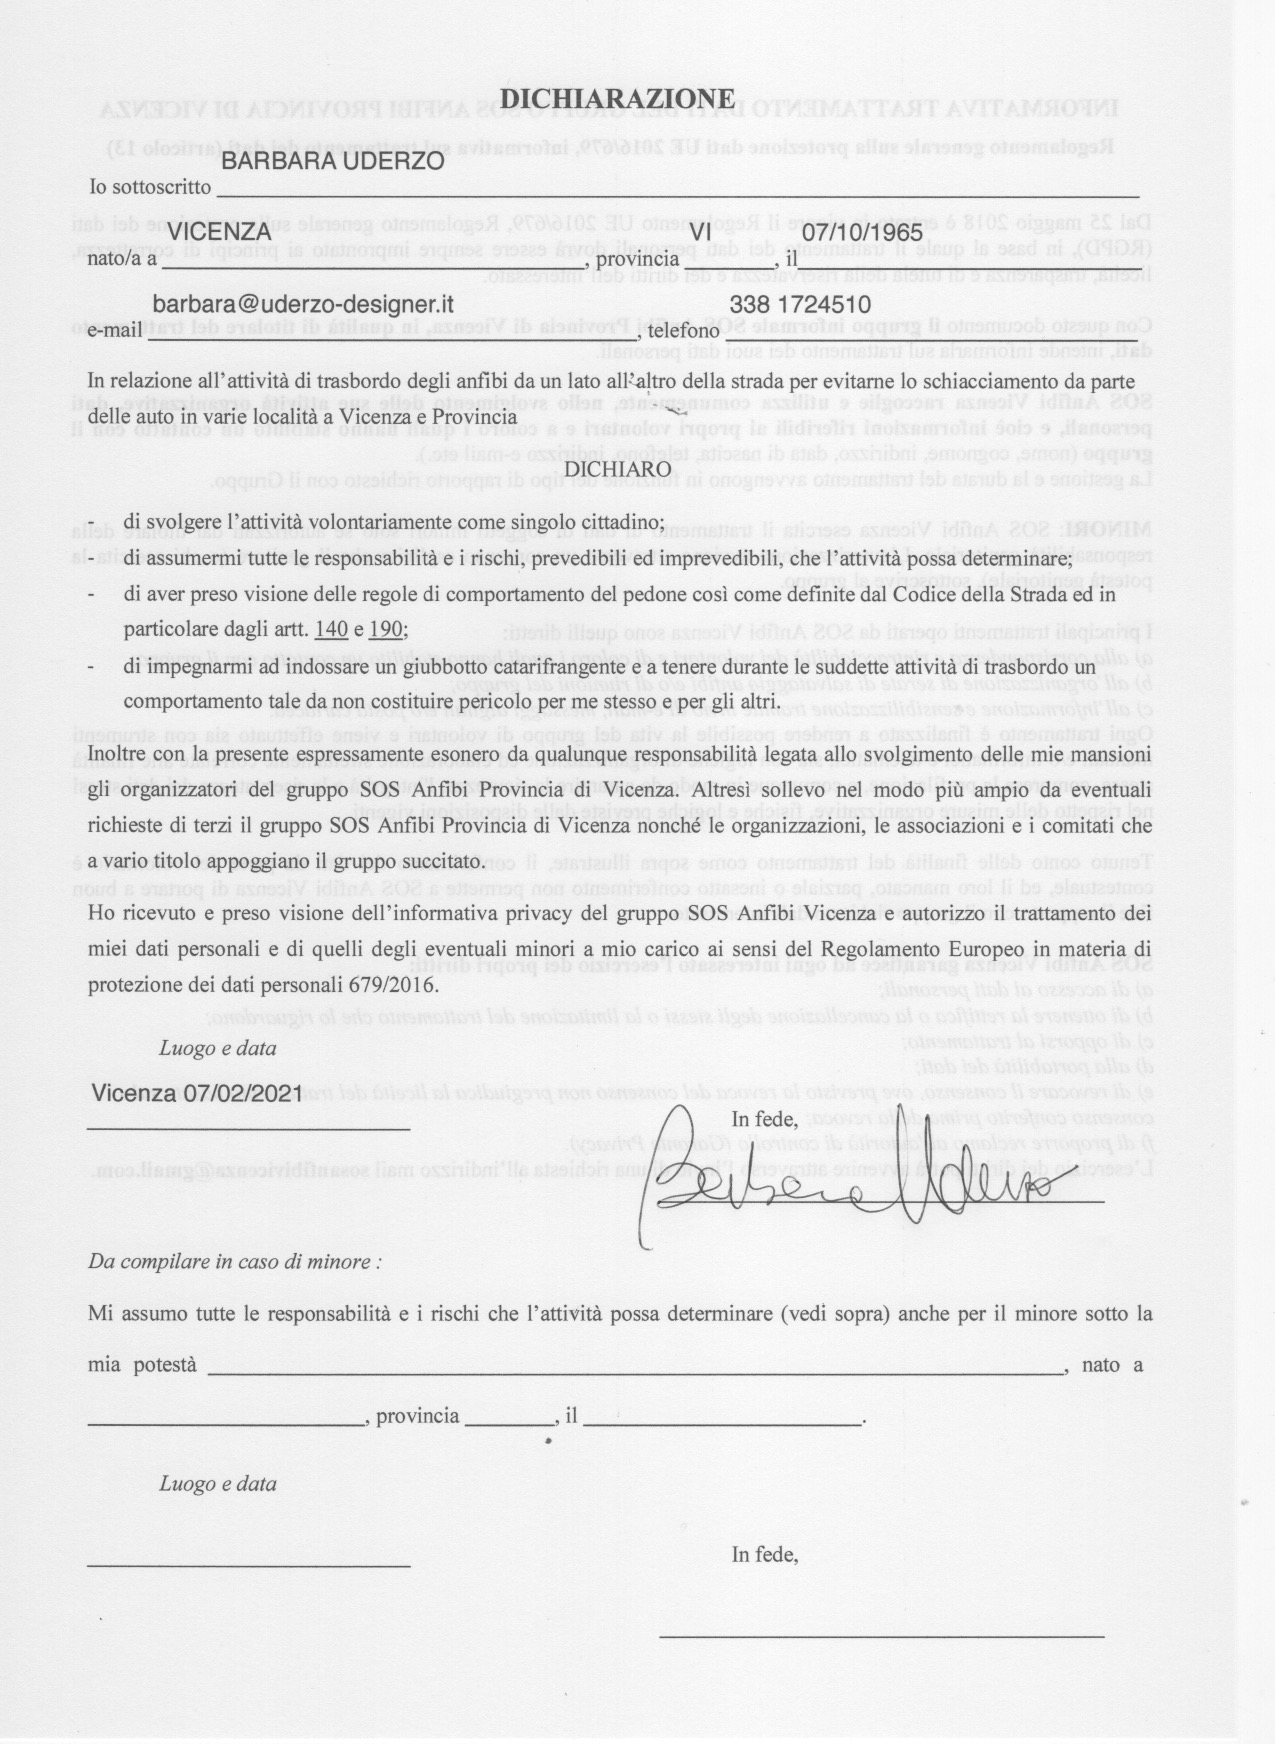 DICHIARAZIONE
BARBARA UDERZO
Io sottoscritto
VICENZA VI 07/10/1965
nato/a a , provincia , il
barbara@uderzo-designer.it 338 1724510
e-mail , telefono
In relazione all’attività di trasbordo degli anfibi da un lato all’altro della strada per evitarne lo schiacciamento da parte
delle auto in varie località a Vicenza e Provincia
DICHIARO
- di svolgere l’attività volontariamente come singolo cittadino;
- di assumermi tutte le responsabilità e i rischi, prevedibili ed imprevedibili, che l’attività possa determinare;
- di aver preso visione delle regole di comportamento del pedone così come definite dal Codice della Strada ed in
particolare dagli artt. 140 e 190;
- di impegnarmi ad indossare un giubbotto catarifrangente e a tenere durante le suddette attività di trasbordo un
comportamento tale da non costituire pericolo per me stesso e per gli altri.
Inoltre con la presente espressamente esonero da qualunque responsabilità legata allo svolgimento delle mie mansioni
gli organizzatori del gruppo SOS Anfibi Provincia di Vicenza. Altresì sollevo nel modo più ampio da eventuali
richieste di terzi il gruppo SOS Anfibi Provincia di Vicenza nonché le organizzazioni, le associazioni e i comitati che
a vario titolo appoggiano il gruppo succitato.
Ho ricevuto e preso visione dell’informativa privacy del gruppo SOS Anfibi Vicenza e autorizzo il trattamento dei
miei dati personali e di quelli degli eventuali minori a mio carico ai sensi del Regolamento Europeo in materia di
protezione dei dati personali 679/2016.
Luogo e data
Vicenza 07/02/2021
In fede,
Barbara Uderzo
Da compilare in caso di minore :
Mi assumo tutte le responsabilità e i rischi che l’attività possa determinare (vedi sopra) anche per il minore sotto la
mia potestà , nato a
, provincia , il .
Luogo e data
In fede,